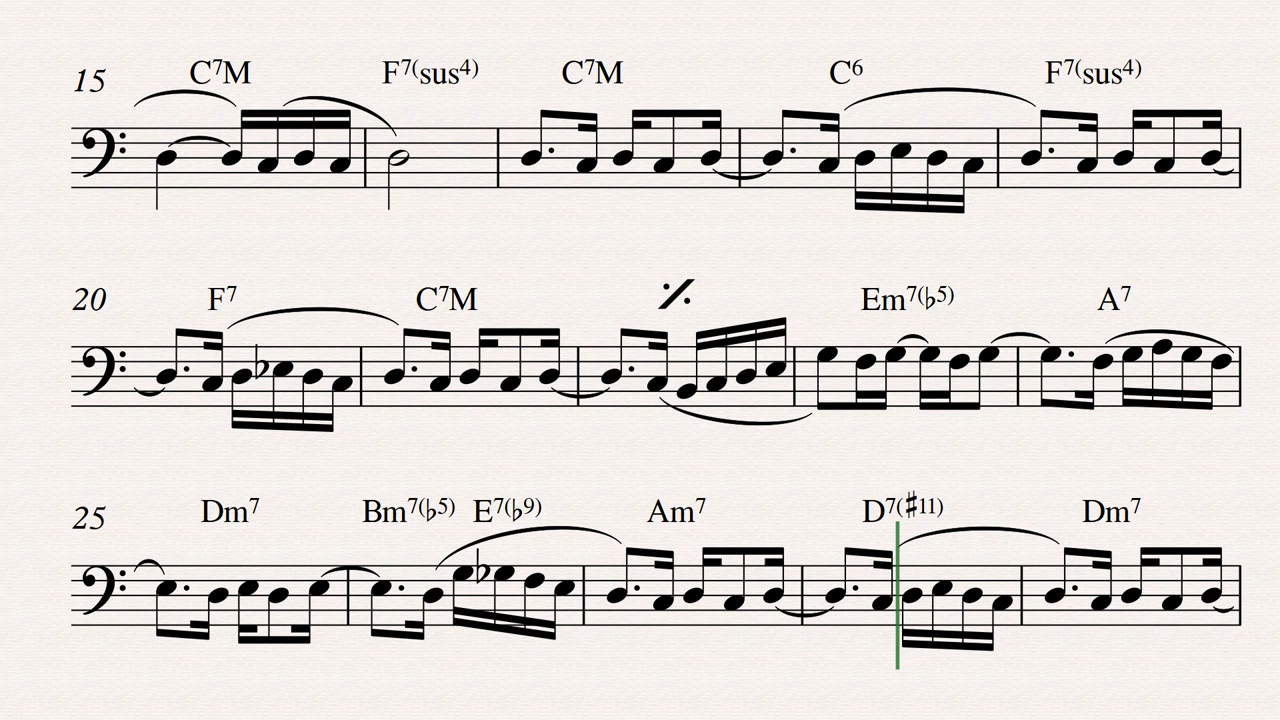 C⁷M F⁷⁽sus⁴⁾ C⁷M C⁶ F⁷⁽sus⁴⁾
15
F⁷ C⁷M 𝄎 Em⁷⁽♭⁵⁾ A⁷
20
Dm⁷ Bm⁷⁽♭⁵⁾ E⁷⁽♭⁹⁾ Am⁷ D⁷⁽♯¹¹⁾ Dm⁷
25